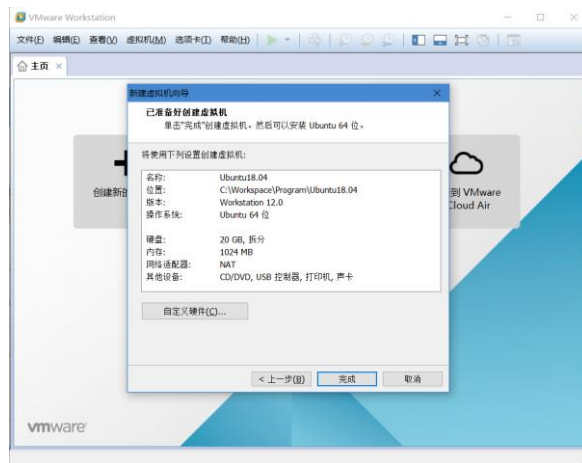 VMware Workstation
文件(F) 编辑(E) 查看(V) 虚拟机(M) 选项卡(T) 帮助(H)
主页
新建虚拟机向导
已准备好创建虚拟机
单击"完成"创建虚拟机。然后可以安装 Ubuntu 64 位。
将使用下列设置创建虚拟机:
名称: Ubuntu18.04
位置: C:\Workspace\Program\Ubuntu18.04
版本: Workstation 12.0
操作系统: Ubuntu 64 位
硬盘: 20 GB, 拆分
内存: 1024 MB
网络适配器: NAT
其他设备: CD/DVD, USB 控制器, 打印机, 声卡
创建新的
到 VMware
Cloud Air
自定义硬件(C)...
< 上一步(B) 完成 取消
vmware